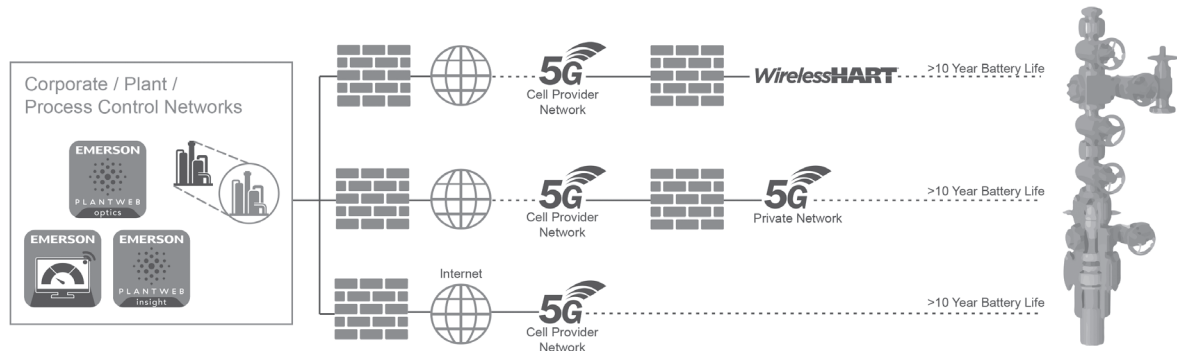 Corporate / Plant /
Process Control Networks
EMERSON
PLANTWEB
optics
EMERSON
EMERSON
PLANTWEB
insight
5G
Cell Provider
Network
WirelessHART
>10 Year Battery Life
5G
Cell Provider
Network
5G
Private Network
>10 Year Battery Life
Internet
5G
Cell Provider
Network
>10 Year Battery Life